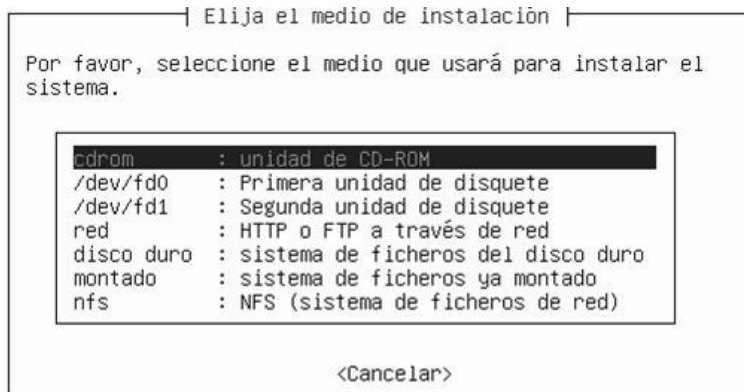 Elija el medio de instalación
Por favor, seleccione el medio que usará para instalar el
sistema.
cdrom : unidad de CD-ROM
/dev/fd0 : Primera unidad de disquete
/dev/fd1 : Segunda unidad de disquete
red : HTTP o FTP a través de red
disco duro : sistema de ficheros del disco duro
montado : sistema de ficheros ya montado
nfs : NFS (sistema de ficheros de red)
<Cancelar>